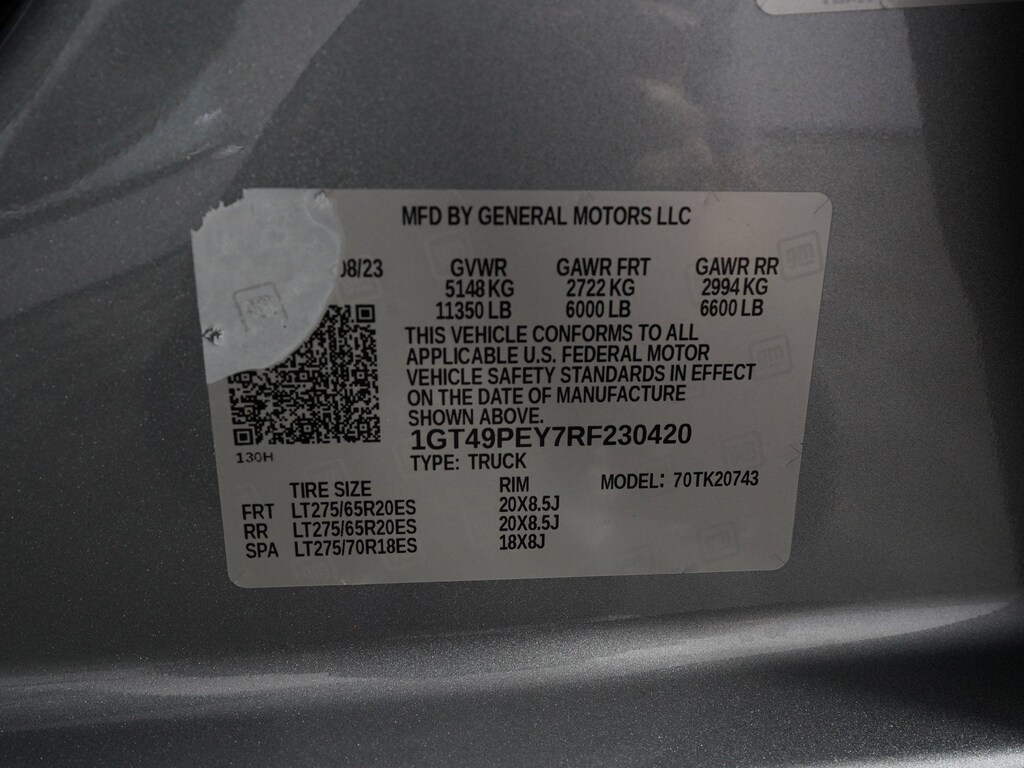 MFD BY GENERAL MOTORS LLC
08/23 GVWR GAWR FRT GAWR RR
5148 KG 2722 KG 2994 KG
11350 LB 6000 LB 6600 LB
THIS VEHICLE CONFORMS TO ALL
APPLICABLE U.S. FEDERAL MOTOR
VEHICLE SAFETY STANDARDS IN EFFECT
ON THE DATE OF MANUFACTURE
SHOWN ABOVE.
1GT49PEY7RF230420
130H
TYPE: TRUCK
TIRE SIZE RIM MODEL: 70TK20743
FRT LT275/65R20ES 20X8.5J
RR LT275/65R20ES 20X8.5J
SPA LT275/70R18ES 18X8J